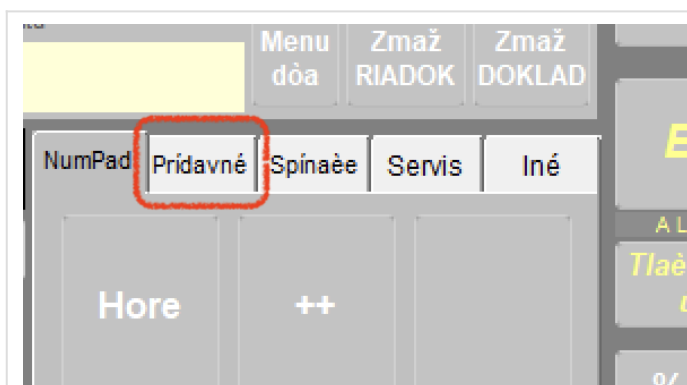 Menu Zmaž Zmaž
dòa RIADOK DOKLAD
NumPad Prídavné Spínaèe Servis Iné
A L
Tlaè
Hore ++
%